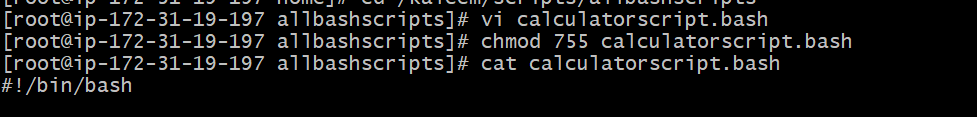 [root@ip-172-31-19-197 home]# cd /kaleem/scripts/allbashscripts
[root@ip-172-31-19-197 allbashscripts]# vi calculatorscript.bash
[root@ip-172-31-19-197 allbashscripts]# chmod 755 calculatorscript.bash
[root@ip-172-31-19-197 allbashscripts]# cat calculatorscript.bash
#!/bin/bash